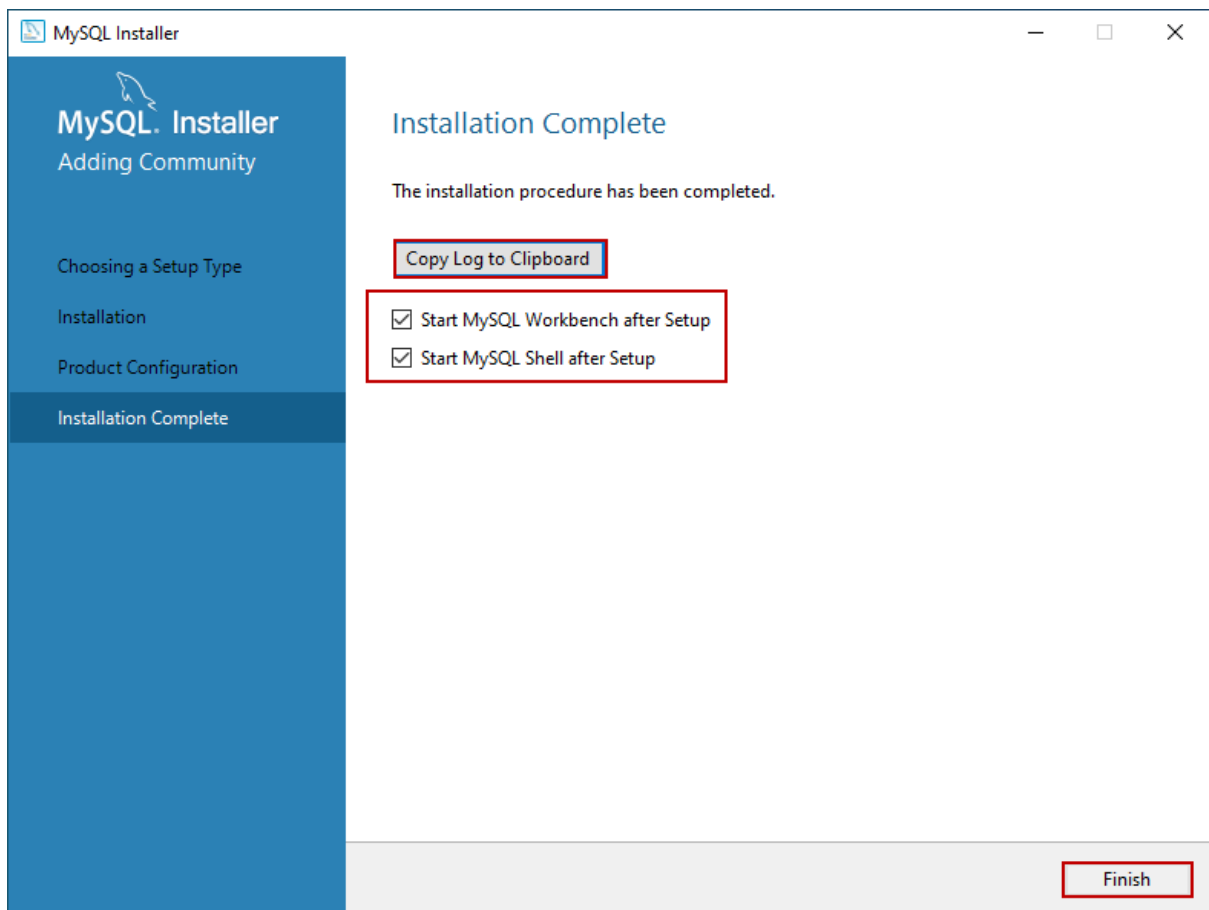 MySQL Installer
MySQL. Installer
Adding Community
Choosing a Setup Type
Installation
Product Configuration
Installation Complete
Installation Complete
The installation procedure has been completed.
Copy Log to Clipboard
Start MySQL Workbench after Setup
Start MySQL Shell after Setup
Finish